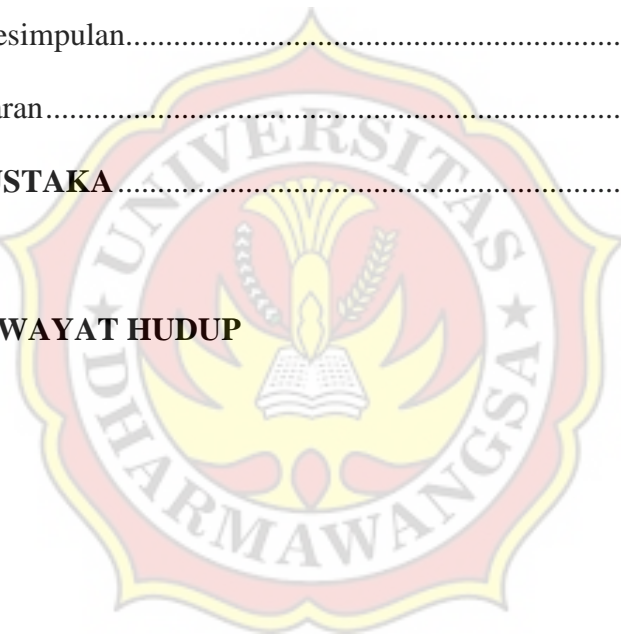 esimpulan.....................................................................
aran...............................................................................
USTAKA...................................................................
WAYAT HUDUP
UNIVERSITAS
DHARMAWANGSA